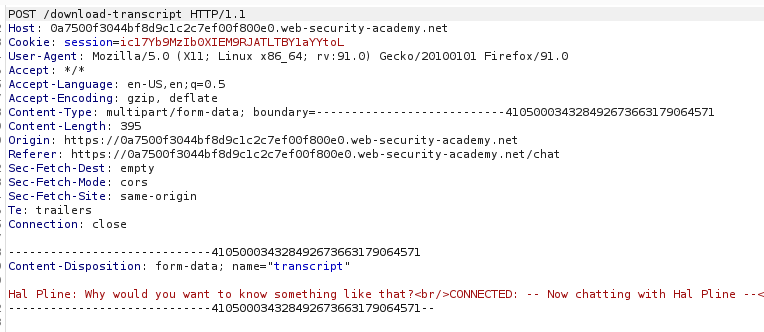 POST /download-transcript HTTP/1.1
Host: 0a7500f3044bf8d9c1c2c7ef00f800e0.web-security-academy.net
Cookie: session=icl7Yb9MzIb0XIEM9RJATLTBY1aYYtoL
User-Agent: Mozilla/5.0 (X11; Linux x86_64; rv:91.0) Gecko/20100101 Firefox/91.0
Accept: */*
Accept-Language: en-US,en;q=0.5
Accept-Encoding: gzip, deflate
Content-Type: multipart/form-data; boundary=---------------------------410500034328492673663179064571
Content-Length: 395
Origin: https://0a7500f3044bf8d9c1c2c7ef00f800e0.web-security-academy.net
Referer: https://0a7500f3044bf8d9c1c2c7ef00f800e0.web-security-academy.net/chat
Sec-Fetch-Dest: empty
Sec-Fetch-Mode: cors
Sec-Fetch-Site: same-origin
Te: trailers
Connection: close
-----------------------------410500034328492673663179064571
Content-Disposition: form-data; name="transcript"
Hal Pline: Why would you want to know something like that?<br/>CONNECTED: -- Now chatting with Hal Pline --<
-----------------------------410500034328492673663179064571--